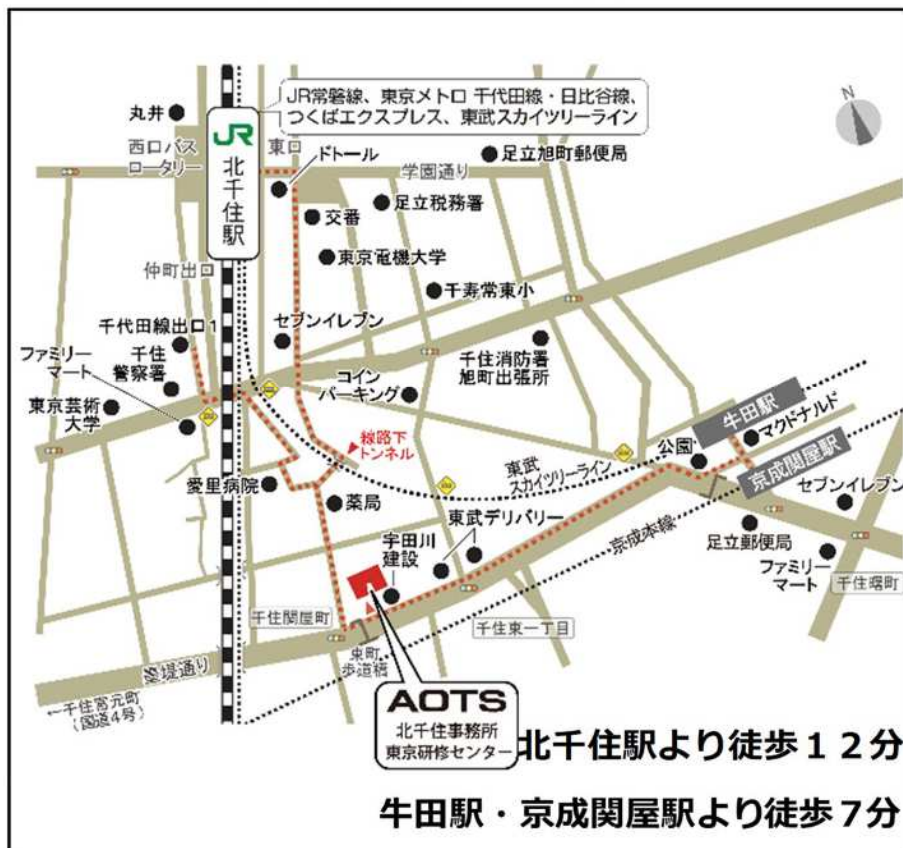 JR常磐線、東京メトロ 千代田線・日比谷線、
つくばエクスプレス、東武スカイツリーライン
N
丸井
JR
北千住駅
西口バス
ロータリー
東口
ドトール
足立旭町郵便局
学園通り
交番
足立税務署
東京電機大学
仲町出口
千寿常東小
千代田線出口1
セブンイレブン
ファミリー
マート
千住
警察署
千住消防署
旭町出張所
コイン
パーキング
東京芸術
大学
線路下
トンネル
牛田駅
マクドナルド
公園
東武
スカイツリーライン
京成関屋駅
愛里病院
薬局
セブンイレブン
東武デリバリー
宇田川
建設
京成本線
足立郵便局
ファミリー
マート
千住曙町
千住関屋町
千住東一丁目
墨堤通り
東町
歩道橋
←千住宮元町
(国道4号)
AOTS
北千住事務所
東京研修センター
北千住駅より徒歩12分
牛田駅・京成関屋駅より徒歩7分